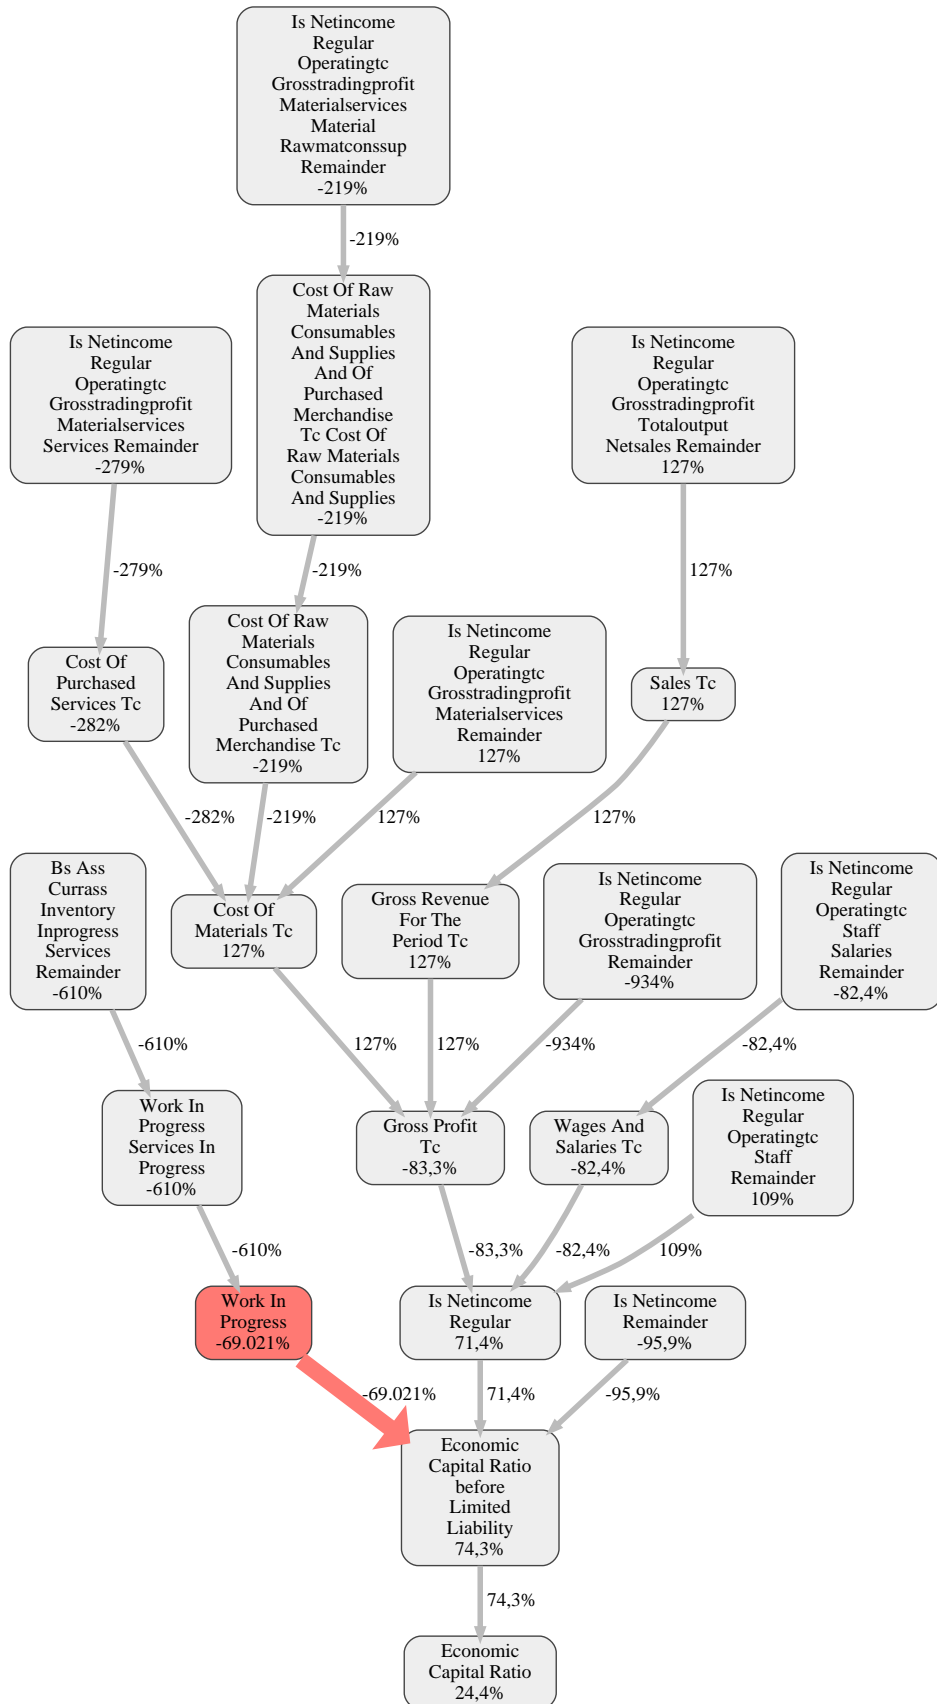 Is Netincome
Regular
Operatingtc
Grosstradingprofit
Materialservices
Material
Rawmatconssup
Remainder
-219%
-219%
Cost Of Raw
Materials
Consumables
And Supplies
And Of
Purchased
Merchandise
Tc Cost Of
Raw Materials
Consumables
And Supplies
-219%
Is Netincome
Regular
Operatingtc
Grosstradingprofit
Materialservices
Services Remainder
-279%
Is Netincome
Regular
Operatingtc
Grosstradingprofit
Totaloutput
Netsales Remainder
127%
-279%
-219%
127%
Cost Of
Purchased
Services Tc
-282%
Cost Of Raw
Materials
Consumables
And Supplies
And Of
Purchased
Merchandise Tc
-219%
Is Netincome
Regular
Operatingtc
Grosstradingprofit
Materialservices
Remainder
127%
Sales Tc
127%
-282%
-219%
127%
127%
Bs Ass
Currass
Inventory
Inprogress
Services
Remainder
-610%
Cost Of
Materials Tc
127%
Gross Revenue
For The
Period Tc
127%
Is Netincome
Regular
Operatingtc
Grosstradingprofit
Remainder
-934%
Is Netincome
Regular
Operatingtc
Staff
Salaries
Remainder
-82,4%
-610%
127%
127%
-934%
-82,4%
Work In
Progress
Services In
Progress
-610%
Gross Profit
Tc
-83,3%
Wages And
Salaries Tc
-82,4%
Is Netincome
Regular
Operatingtc
Staff
Remainder
109%
-610%
-83,3%
-82,4%
109%
Work In
Progress
-69.021%
Is Netincome
Regular
71,4%
Is Netincome
Remainder
-95,9%
-69.021%
71,4%
-95,9%
Economic
Capital Ratio
before
Limited
Liability
74,3%
74,3%
Economic
Capital Ratio
24,4%